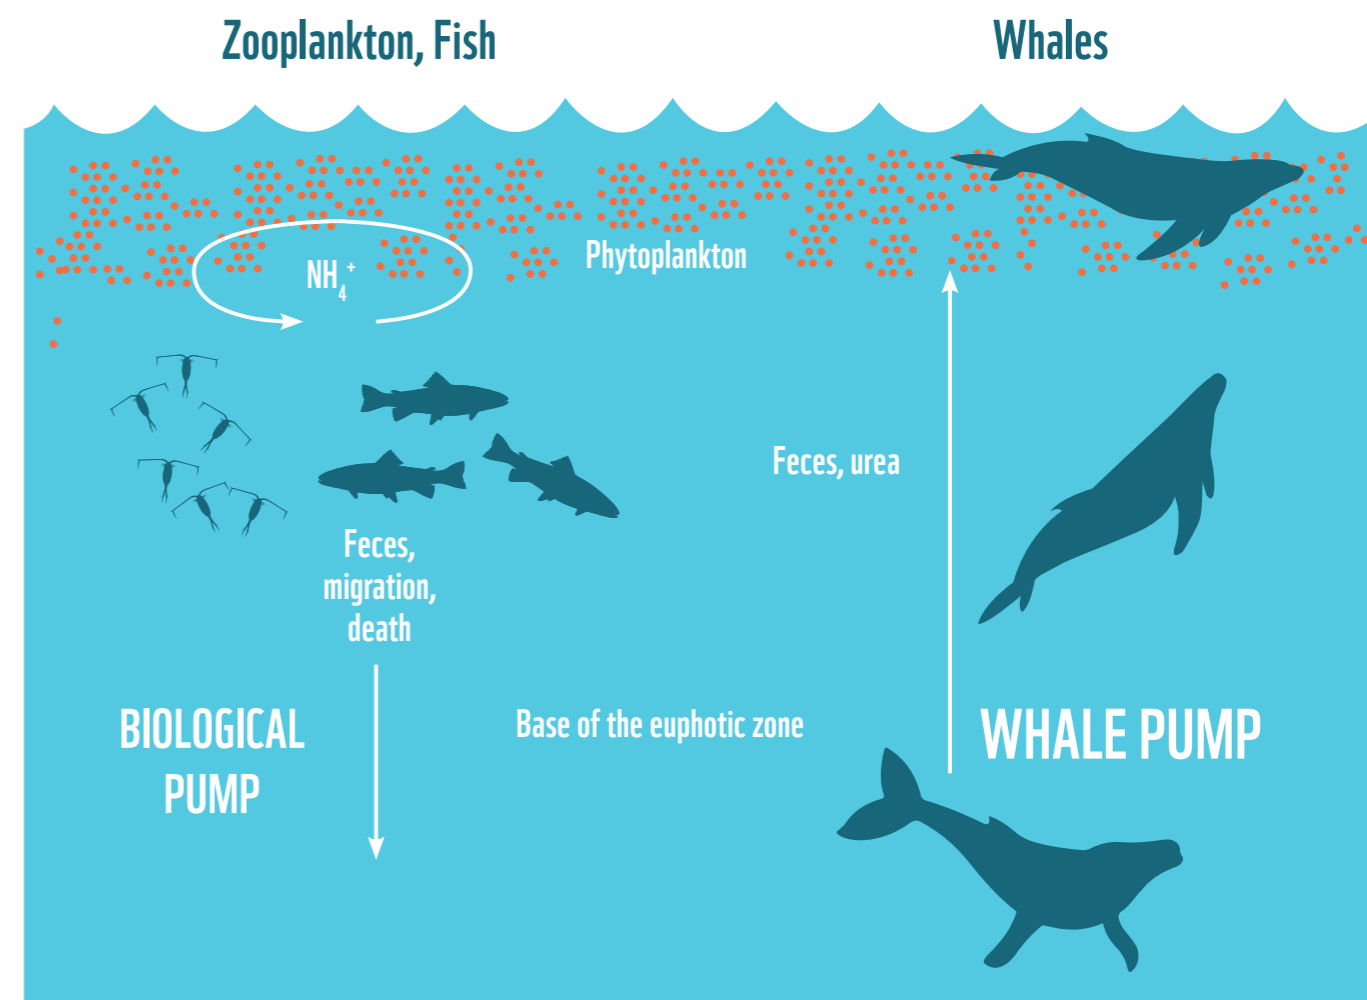 Zooplankton, Fish
Whales
Phytoplankton
NH₄⁺
Feces, urea
Feces,
migration,
death
BIOLOGICAL
PUMP
Base of the euphotic zone
WHALE PUMP